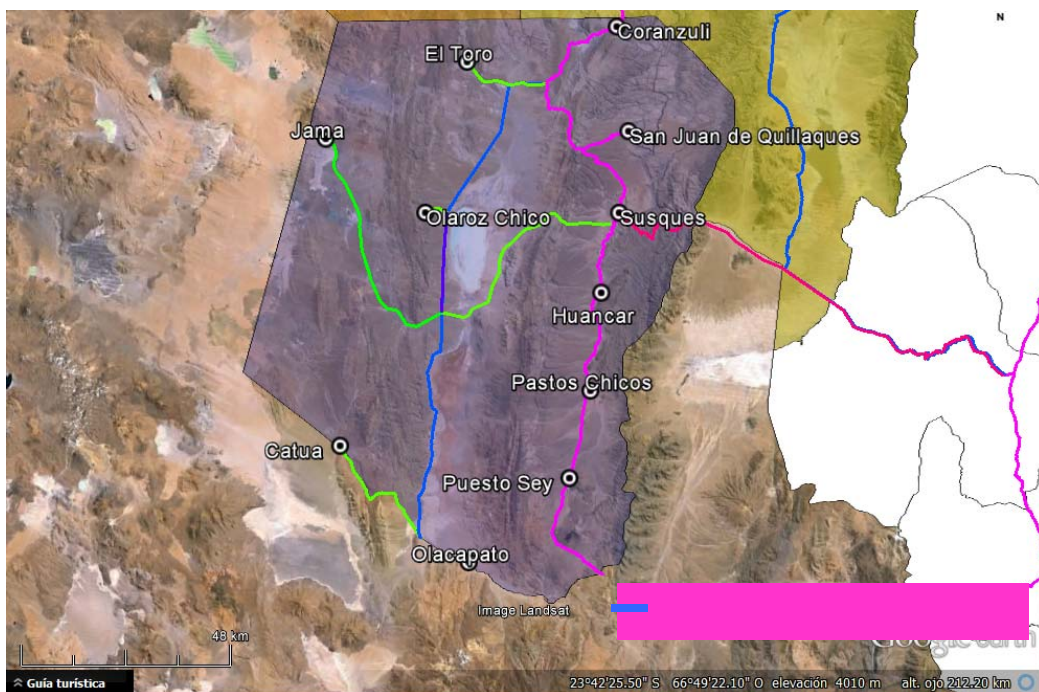 N
Coranzuli
El Toro
Jama
San Juan de Quillaques
Olaroz Chico
Susques
Huancar
Pastos Chicos
Catua
Puesto Sey
Olacapato
Image Landsat
Google earth
48 km
Guía turística
23°42'25.50" S 66°49'22.10" O elevación 4010 m alt. ojo 212.20 km